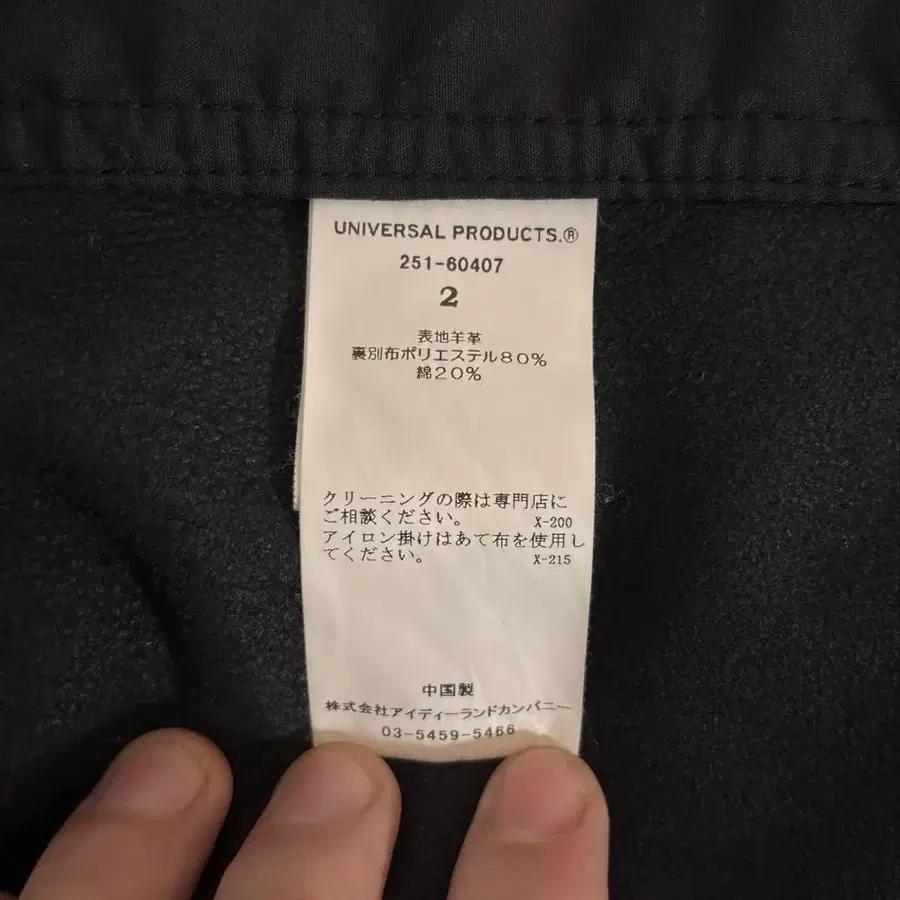 UNIVERSAL PRODUCTS.®
251-60407
2
表地羊革
裏別布ポリエステル80%
綿20%
クリーニングの際は専門店に
ご相談ください。 X-200
アイロン掛けはあて布を使用し
てください。 X-215
中国製
株式会社アイディーランドカンパニー
03-5459-5466